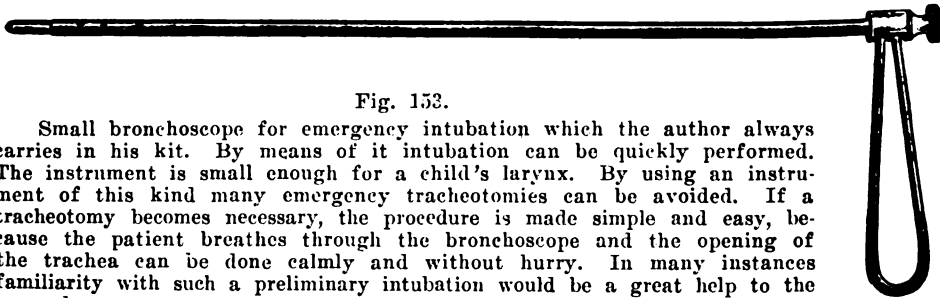 Fig. 153.
Small bronchoscope for emergency intubation which the author always
carries in his kit. By means of it intubation can be quickly performed.
The instrument is small enough for a child's larynx. By using an instru-
ment of this kind many emergency tracheotomies can be avoided. If a
tracheotomy becomes necessary, the procedure is made simple and easy, be-
cause the patient breathes through the bronchoscope and the opening of
the trachea can be done calmly and without hurry. In many instances
familiarity with such a preliminary intubation would be a great help to the